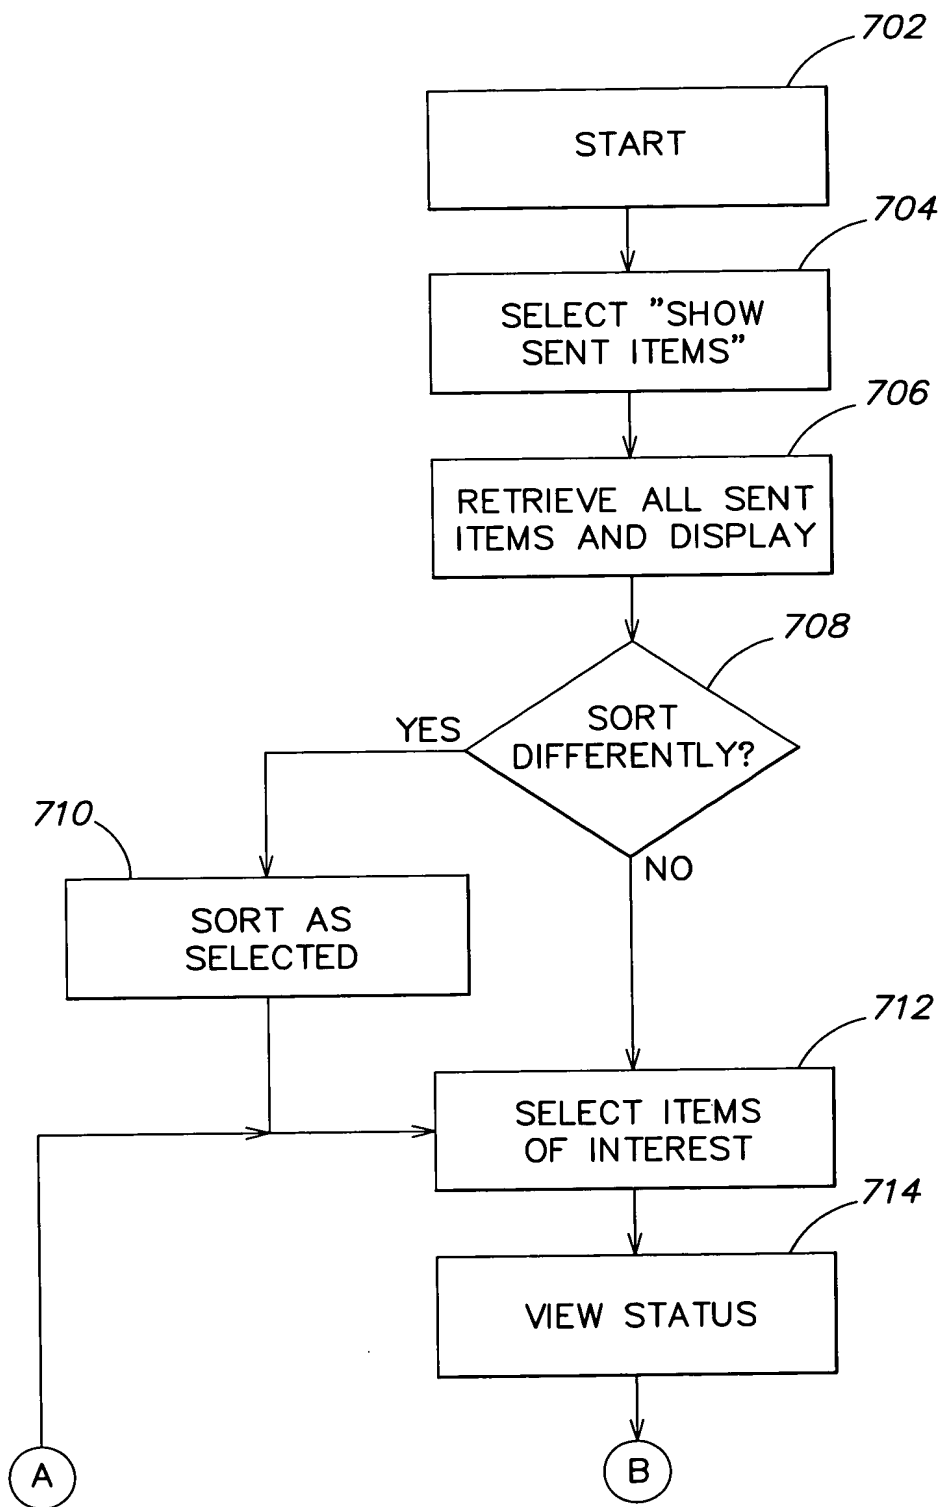 702
START
704
SELECT "SHOW
SENT ITEMS"
706
RETRIEVE ALL SENT
ITEMS AND DISPLAY
708
SORT
DIFFERENTLY?
YES
NO
710
SORT AS
SELECTED
712
SELECT ITEMS
OF INTEREST
714
VIEW STATUS
A
B